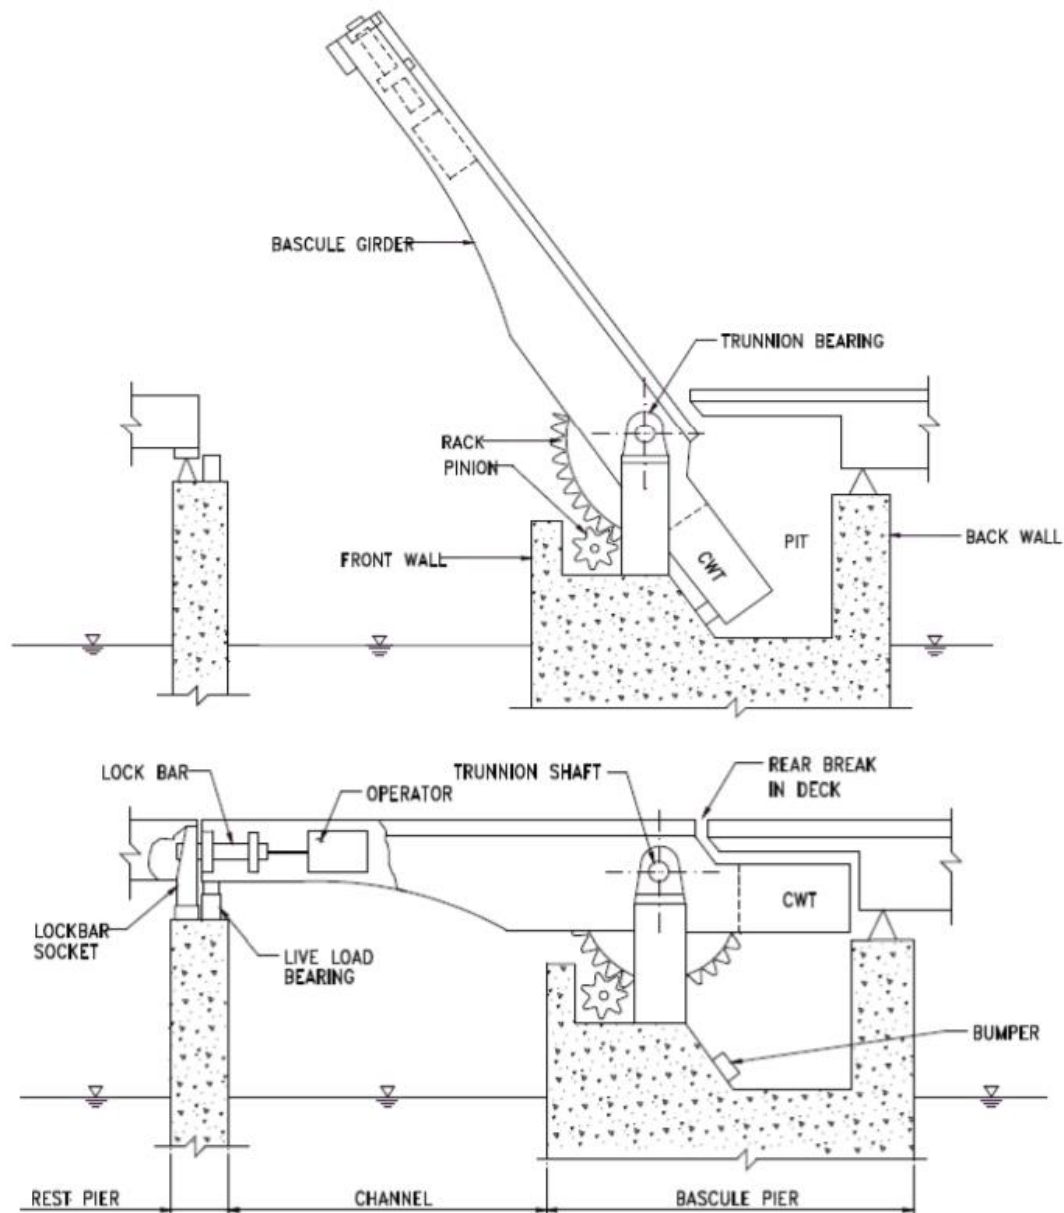 BASCULE GIRDER
TRUNNION BEARING
RACK
PINION
FRONT WALL
CWT
PIT
BACK WALL
LOCK BAR
OPERATOR
TRUNNION SHAFT
REAR BREAK
IN DECK
CWT
LOCKBAR
SOCKET
LIVE LOAD
BEARING
BUMPER
REST PIER
CHANNEL
BASCULE PIER